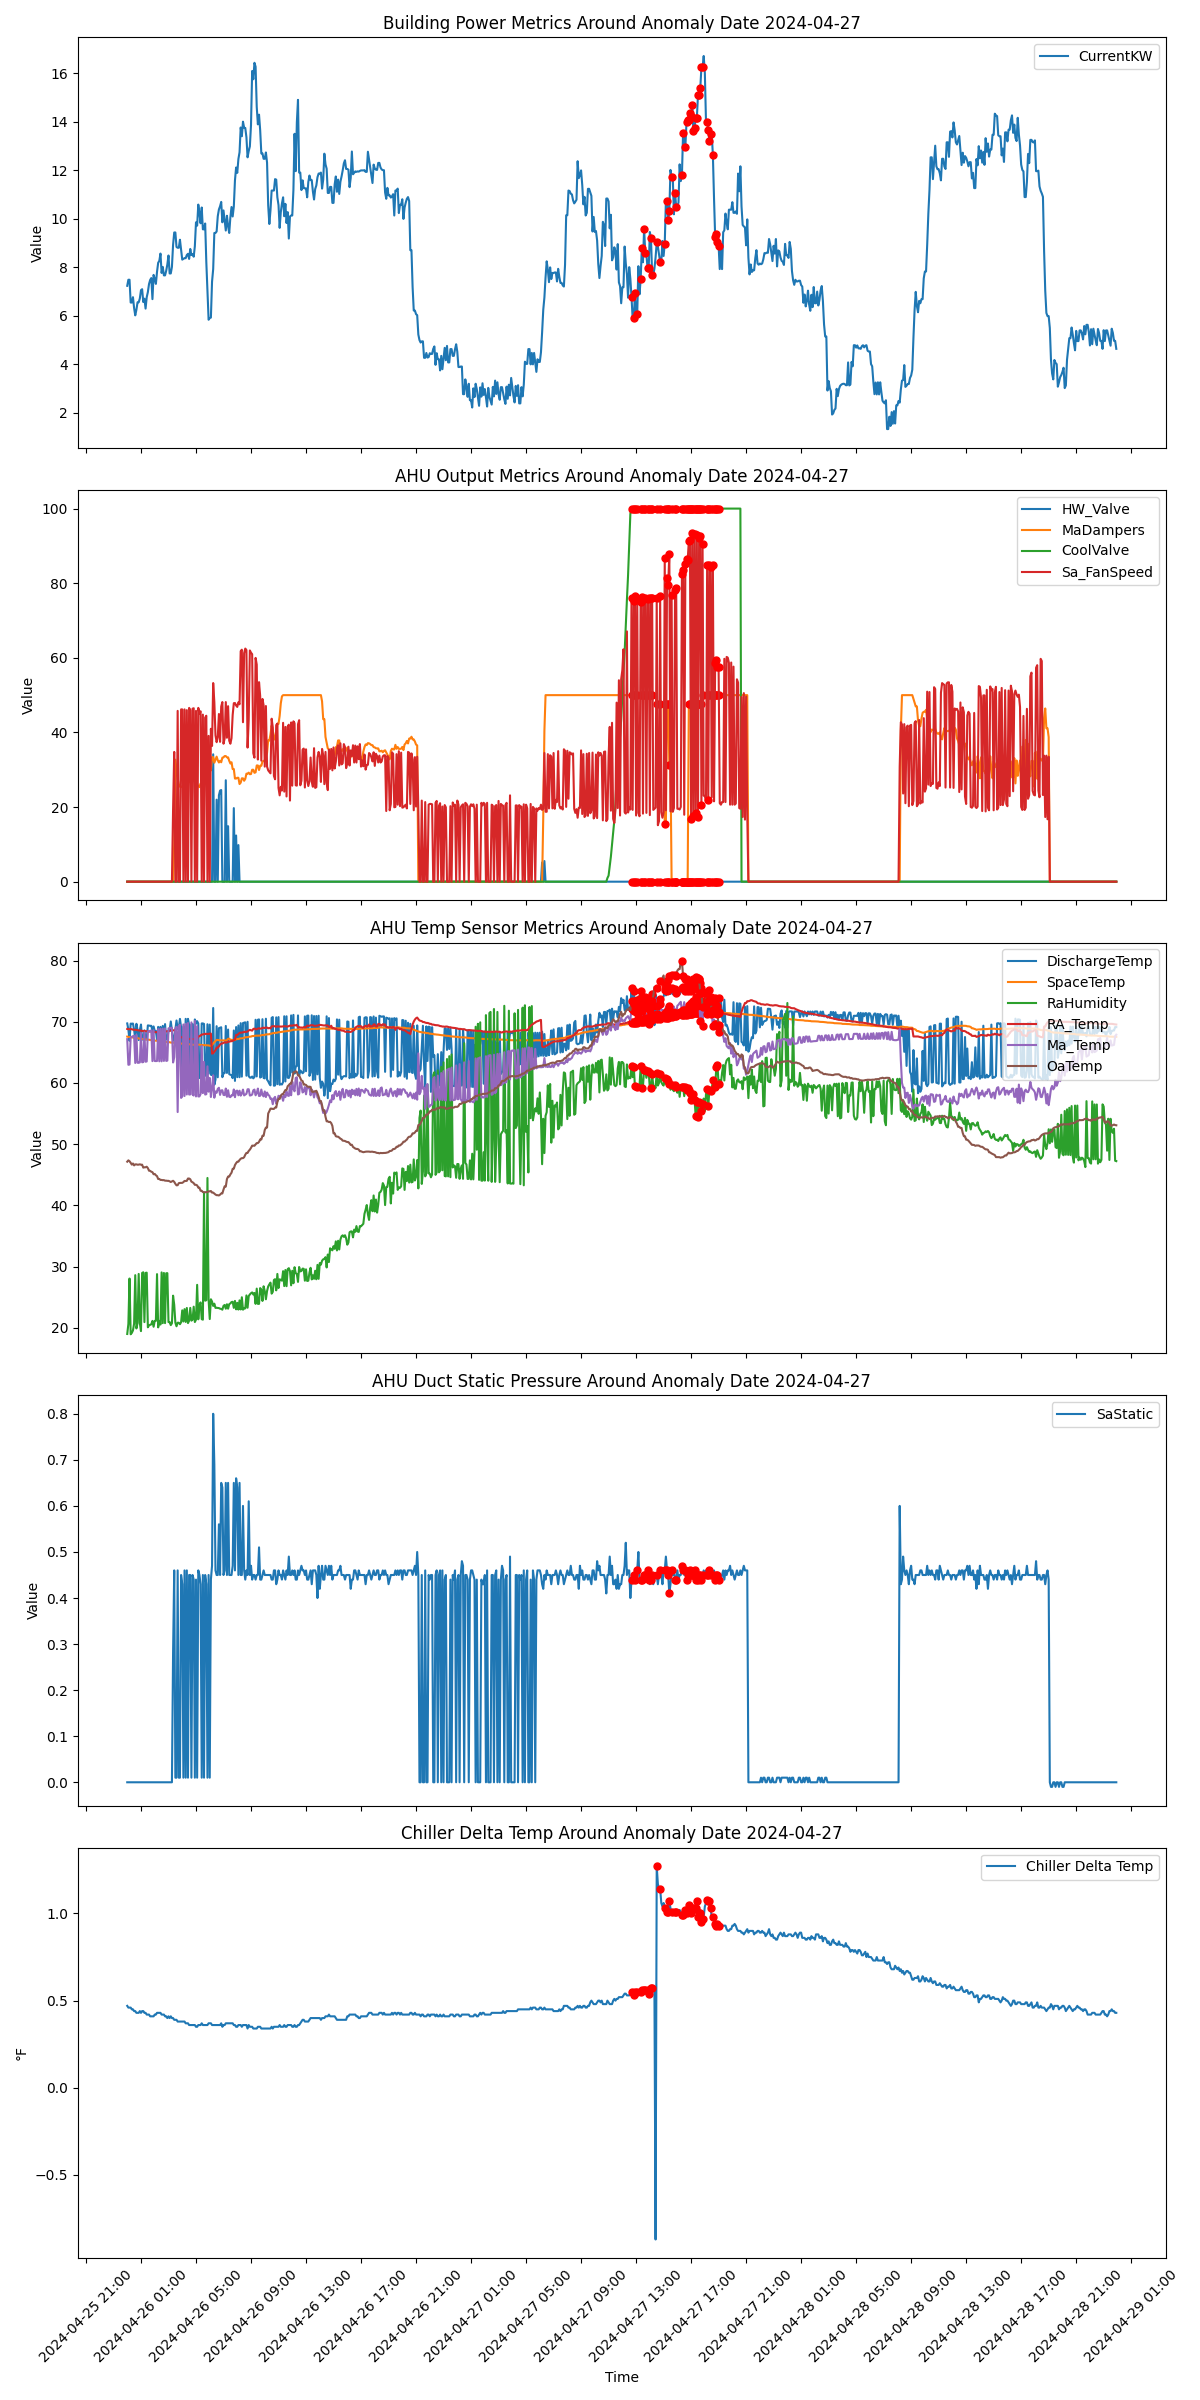 Building Power Metrics Around Anomaly Date 2024-04-27
CurrentKW
16
14
12
10
8
6
4
2
Value
AHU Output Metrics Around Anomaly Date 2024-04-27
HW_Valve
MaDampers
CoolValve
Sa_FanSpeed
100
80
60
40
20
0
Value
AHU Temp Sensor Metrics Around Anomaly Date 2024-04-27
DischargeTemp
SpaceTemp
RaHumidity
RA_Temp
Ma_Temp
OaTemp
80
70
60
50
40
30
20
Value
AHU Duct Static Pressure Around Anomaly Date 2024-04-27
SaStatic
0.8
0.7
0.6
0.5
0.4
0.3
0.2
0.1
0.0
Value
Chiller Delta Temp Around Anomaly Date 2024-04-27
Chiller Delta Temp
1.0
0.5
0.0
−0.5
°F
2024-04-25 21:00
2024-04-26 01:00
2024-04-26 05:00
2024-04-26 09:00
2024-04-26 13:00
2024-04-26 17:00
2024-04-26 21:00
2024-04-27 01:00
2024-04-27 05:00
2024-04-27 09:00
2024-04-27 13:00
2024-04-27 17:00
2024-04-27 21:00
2024-04-28 01:00
2024-04-28 05:00
2024-04-28 09:00
2024-04-28 13:00
2024-04-28 17:00
2024-04-28 21:00
2024-04-29 01:00
Time